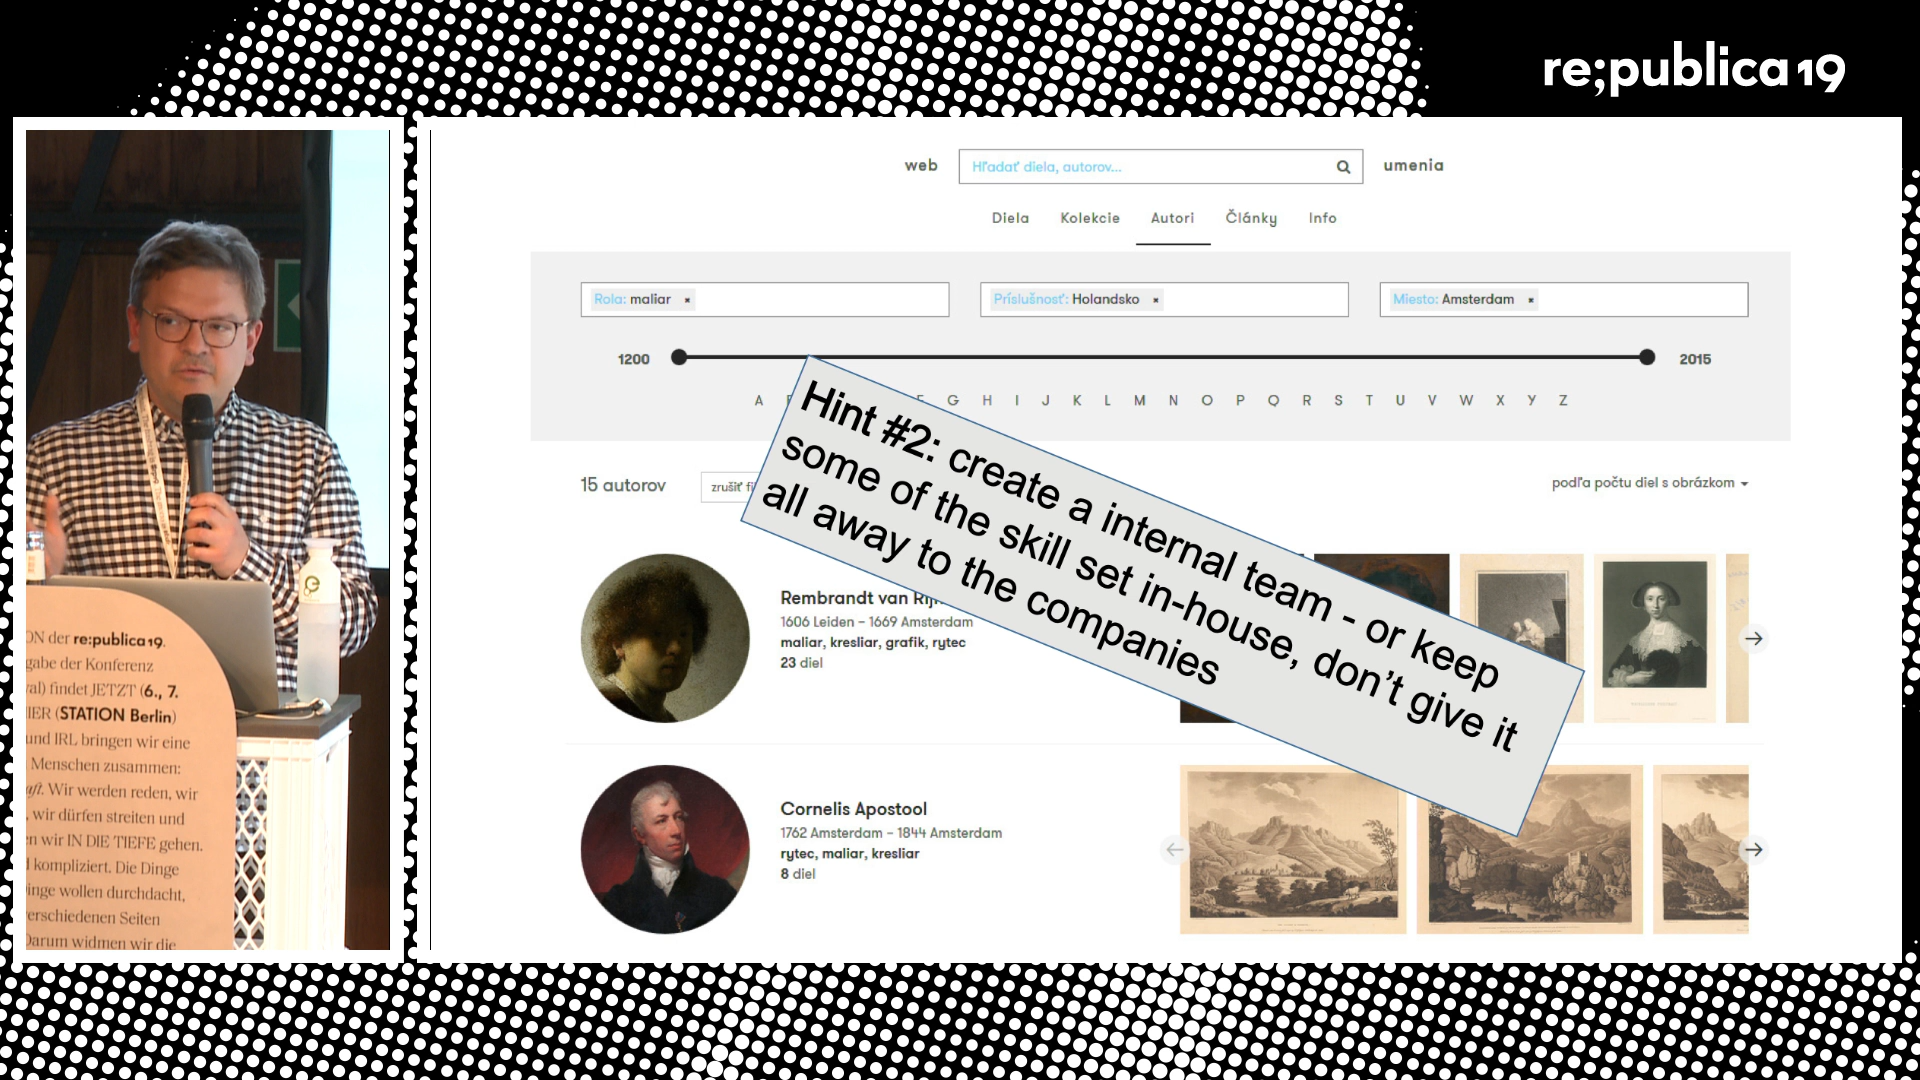 re;publica 19
web
Hľadať diela, autorov...
umenia
Diela Kolekcie Autori Články Info
Rola: maliar × Príslušnosť: Holandsko × Miesto: Amsterdam ×
1200 2015
A G H I J K L M N O P Q R S T U V W X Y Z
15 autorov
zrušiť
podľa počtu diel s obrázkom
Hint #2: create a internal team - or keep
some of the skill set in-house, don't give it
all away to the companies
Rembrandt van
1606 Leiden – 1669 Amsterdam
maliar, kresliar, grafik, rytec
23 diel
Cornelis Apostool
1762 Amsterdam – 1844 Amsterdam
rytec, maliar, kresliar
8 diel
ON der re:publica 19.
gabe der Konferenz
findet JETZT (6., 7.
(STATION Berlin)
und IRL bringen wir eine
Menschen zusammen:
Wir werden reden, wir
, wir dürfen streiten und
wir IN DIE TIEFE gehen.
kompliziert. Die Dinge
wollen durchdacht,
verschiedenen Seiten
Darum widmen wir die